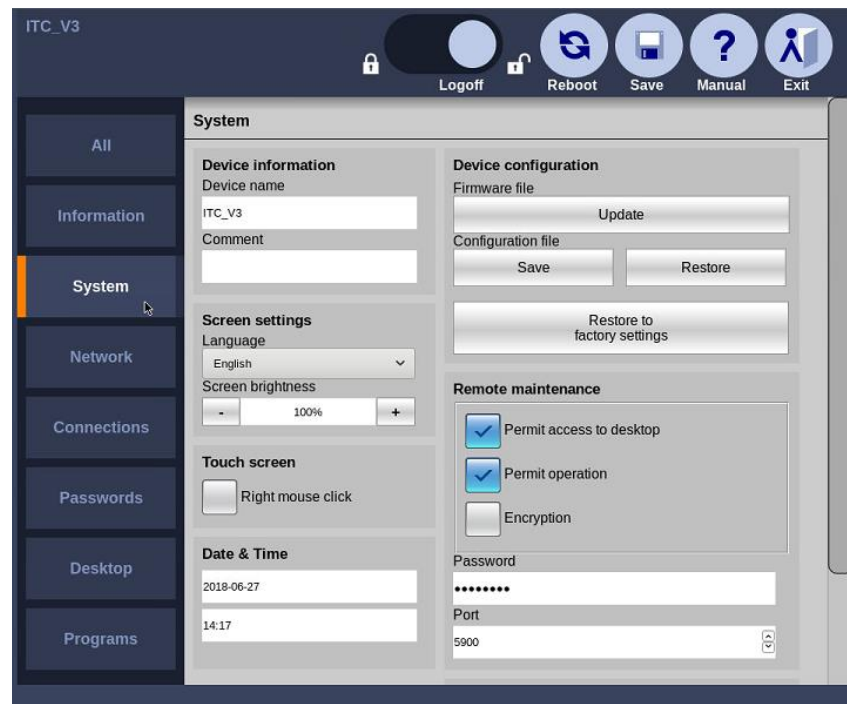 ITC_V3
Logoff
Reboot
Save
Manual
Exit
All
Information
System
Network
Connections
Passwords
Desktop
Programs
System
Device information
Device name
ITC_V3
Comment
Screen settings
Language
English
Screen brightness
- 100% +
Touch screen
Right mouse click
Date & Time
2018-06-27
14:17
Device configuration
Firmware file
Update
Configuration file
Save
Restore
Restore to
factory settings
Remote maintenance
Permit access to desktop
Permit operation
Encryption
Password
••••••••
Port
5900